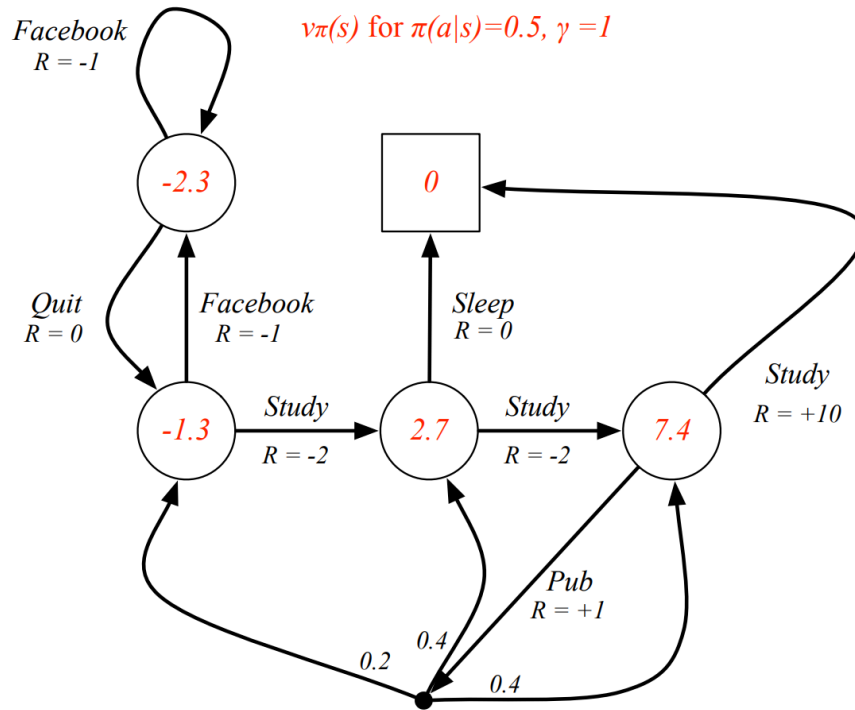 vπ(s) for π(a|s)=0.5, γ =1
Facebook
R = -1
-2.3
0
Quit
R = 0
Facebook
R = -1
Sleep
R = 0
Study
R = +10
-1.3
Study
R = -2
2.7
Study
R = -2
7.4
Pub
R = +1
0.2
0.4
0.4